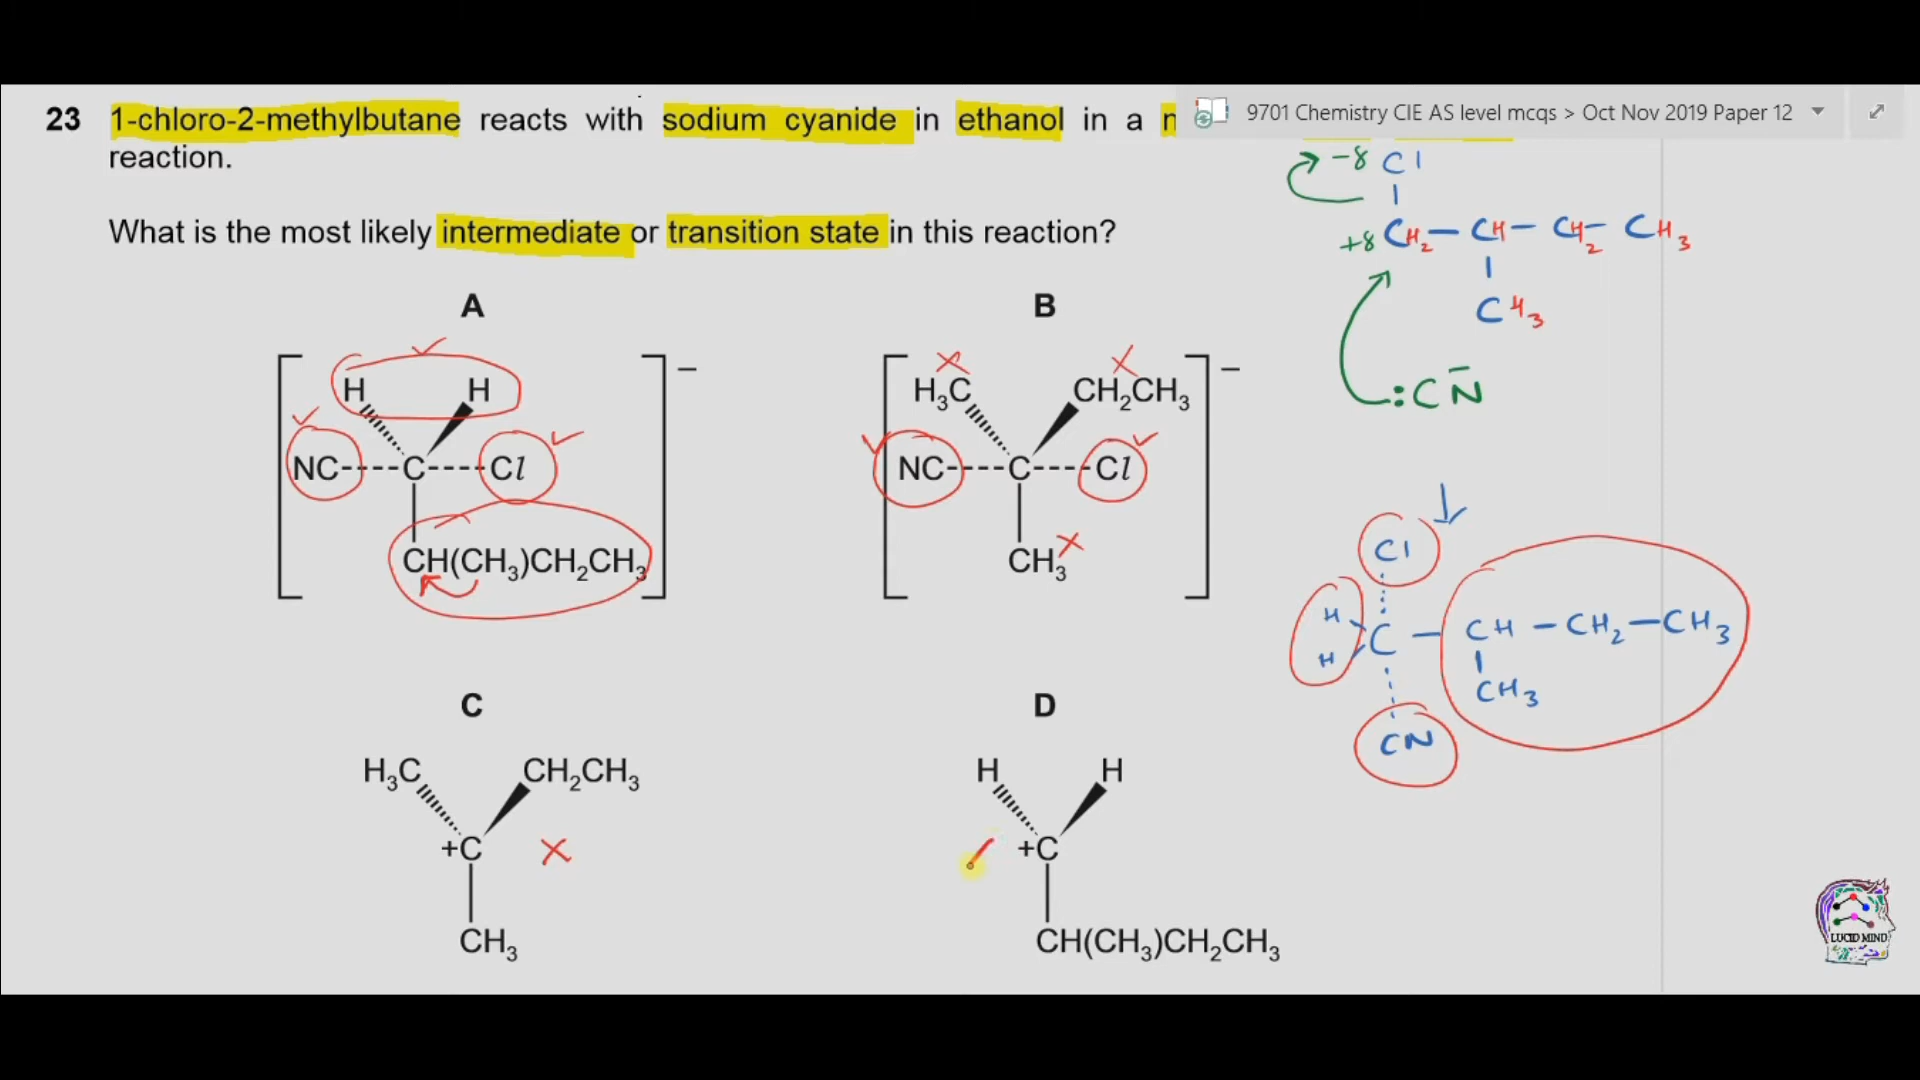 23 1-chloro-2-methylbutane reacts with sodium cyanide in ethanol in a n
9701 Chemistry CIE AS level mcqs > Oct Nov 2019 Paper 12
reaction.
-δ Cl
+δ CH2 — CH — CH2 — CH3
CH3
:CN̄
What is the most likely intermediate or transition state in this reaction?
A
H H
NC----C----Cl
CH(CH3)CH2CH3
−
B
H3C CH2CH3
NC----C----Cl
CH3
−
Cl
H
H
C — CH — CH2 — CH3
CH3
CN
C
H3C CH2CH3
+C
CH3
D
H H
+C
CH(CH3)CH2CH3
LUCID MIND